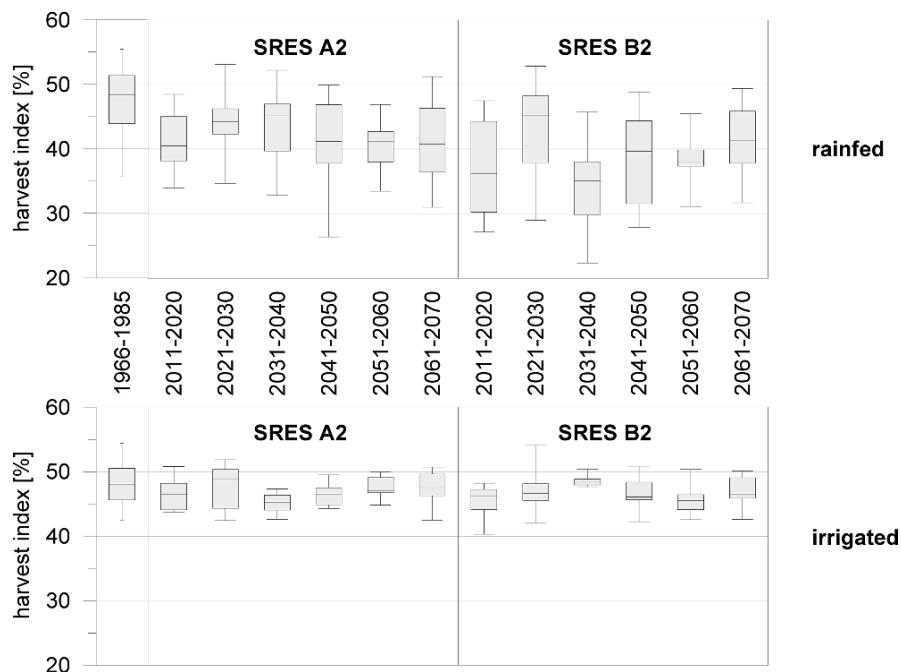 60
SRES A2
SRES B2
50
harvest index [%]
40
rainfed
30
20
1966-1985
2011-2020
2021-2030
2031-2040
2041-2050
2051-2060
2061-2070
2011-2020
2021-2030
2031-2040
2041-2050
2051-2060
2061-2070
60
SRES A2
SRES B2
50
harvest index [%]
40
irrigated
30
20